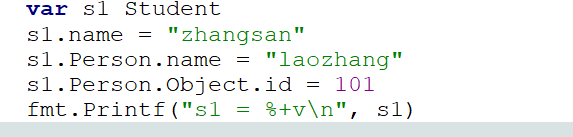 var s1 Student
s1.name = "zhangsan"
s1.Person.name = "laozhang"
s1.Person.Object.id = 101
fmt.Printf("s1 = %+v\n", s1)